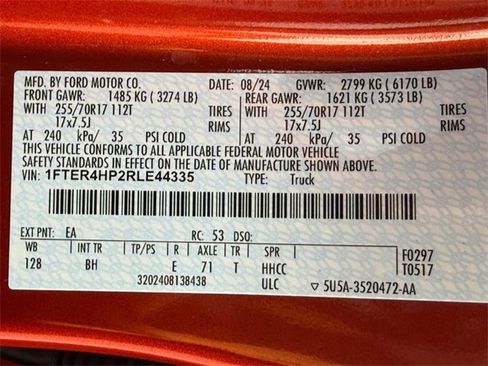 MFD. BY FORD MOTOR CO. DATE: 08/24 GVWR: 2799 KG ( 6170 LB)
FRONT GAWR: 1485 KG ( 3274 LB) REAR GAWR: 1621 KG ( 3573 LB)
WITH 255/70R17 112T TIRES WITH 255/70R17 112T TIRES
17x7.5J RIMS 17x7.5J RIMS
AT 240 kPa/ 35 PSI COLD AT 240 kPa/ 35 PSI COLD
THIS VEHICLE CONFORMS TO ALL APPLICABLE FEDERAL MOTOR VEHICLE
SAFETY STANDARDS IN EFFECT ON THE DATE OF MANUFACTURE SHOWN ABOVE.
VIN: 1FTER4HP2RLE44335 TYPE: Truck
EXT PNT: EA RC: 53 DSO:
WB INT TR TP/PS R AXLE TR SPR F0297
128 BH E 71 T HHCC T0517
3202408138438 ULC 5U5A-3520472-AA